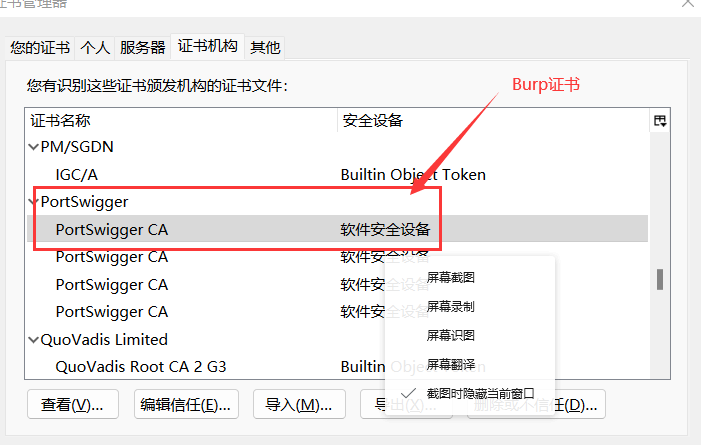 证书管理器
您的证书 个人 服务器 证书机构 其他
您有识别这些证书颁发机构的证书文件：
Burp证书
证书名称 安全设备
PM/SGDN
IGC/A Builtin Object Token
PortSwigger
PortSwigger CA 软件安全设备
PortSwigger CA 软件安全设备
PortSwigger CA 软件安全设备
PortSwigger CA 软件安全设备
QuoVadis Limited
QuoVadis Root CA 2 G3 Builtin
屏幕截图
屏幕录制
屏幕识图
屏幕翻译
截图时隐藏当前窗口
查看(V)... 编辑信任(E)... 导入(M)... 导出(X)... 删除或不信任(D)...